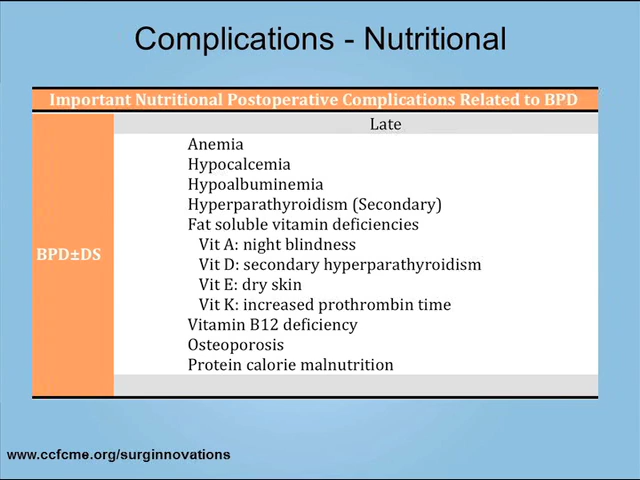 Complications - Nutritional
Important Nutritional Postoperative Complications Related to BPD
Late
BPD±DS
Anemia
Hypocalcemia
Hypoalbuminemia
Hyperparathyroidism (Secondary)
Fat soluble vitamin deficiencies
Vit A: night blindness
Vit D: secondary hyperparathyroidism
Vit E: dry skin
Vit K: increased prothrombin time
Vitamin B12 deficiency
Osteoporosis
Protein calorie malnutrition
www.ccfcme.org/surginnovations